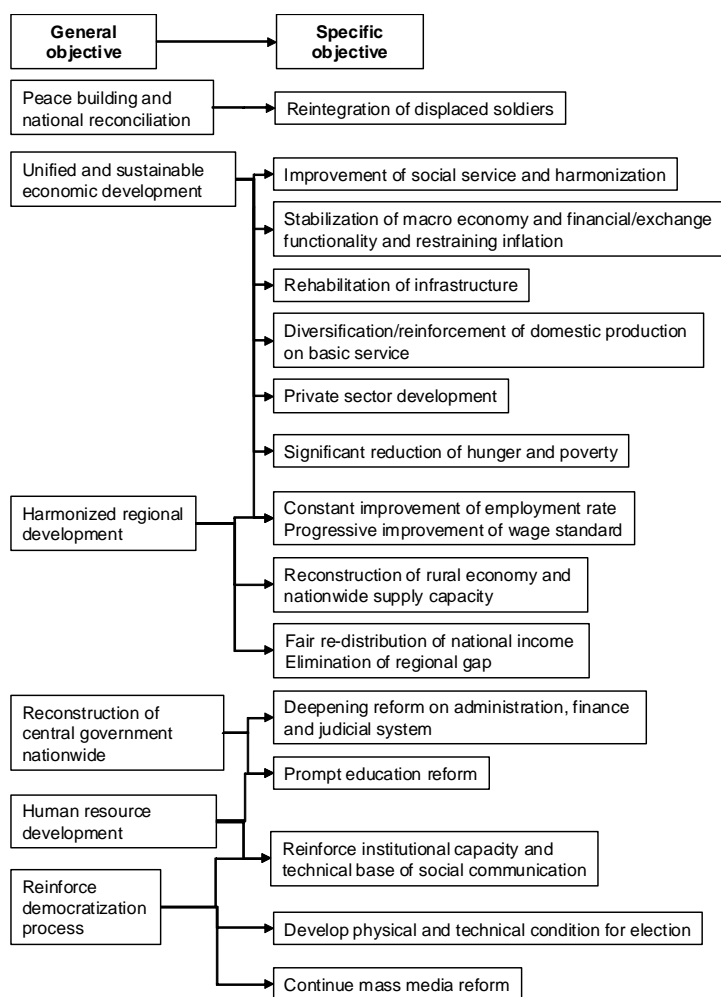 General
objective
Specific
objective
Peace building and
national reconciliation
Reintegration of displaced soldiers
Unified and sustainable
economic development
Improvement of social service and harmonization
Stabilization of macro economy and financial/exchange
functionality and restraining inflation
Rehabilitation of infrastructure
Diversification/reinforcement of domestic production
on basic service
Private sector development
Significant reduction of hunger and poverty
Harmonized regional
development
Constant improvement of employment rate
Progressive improvement of wage standard
Reconstruction of rural economy and
nationwide supply capacity
Fair re-distribution of national income
Elimination of regional gap
Reconstruction of
central government
nationwide
Deepening reform on administration, finance
and judicial system
Prompt education reform
Human resource
development
Reinforce institutional capacity and
technical base of social communication
Reinforce
democratization
process
Develop physical and technical condition for election
Continue mass media reform